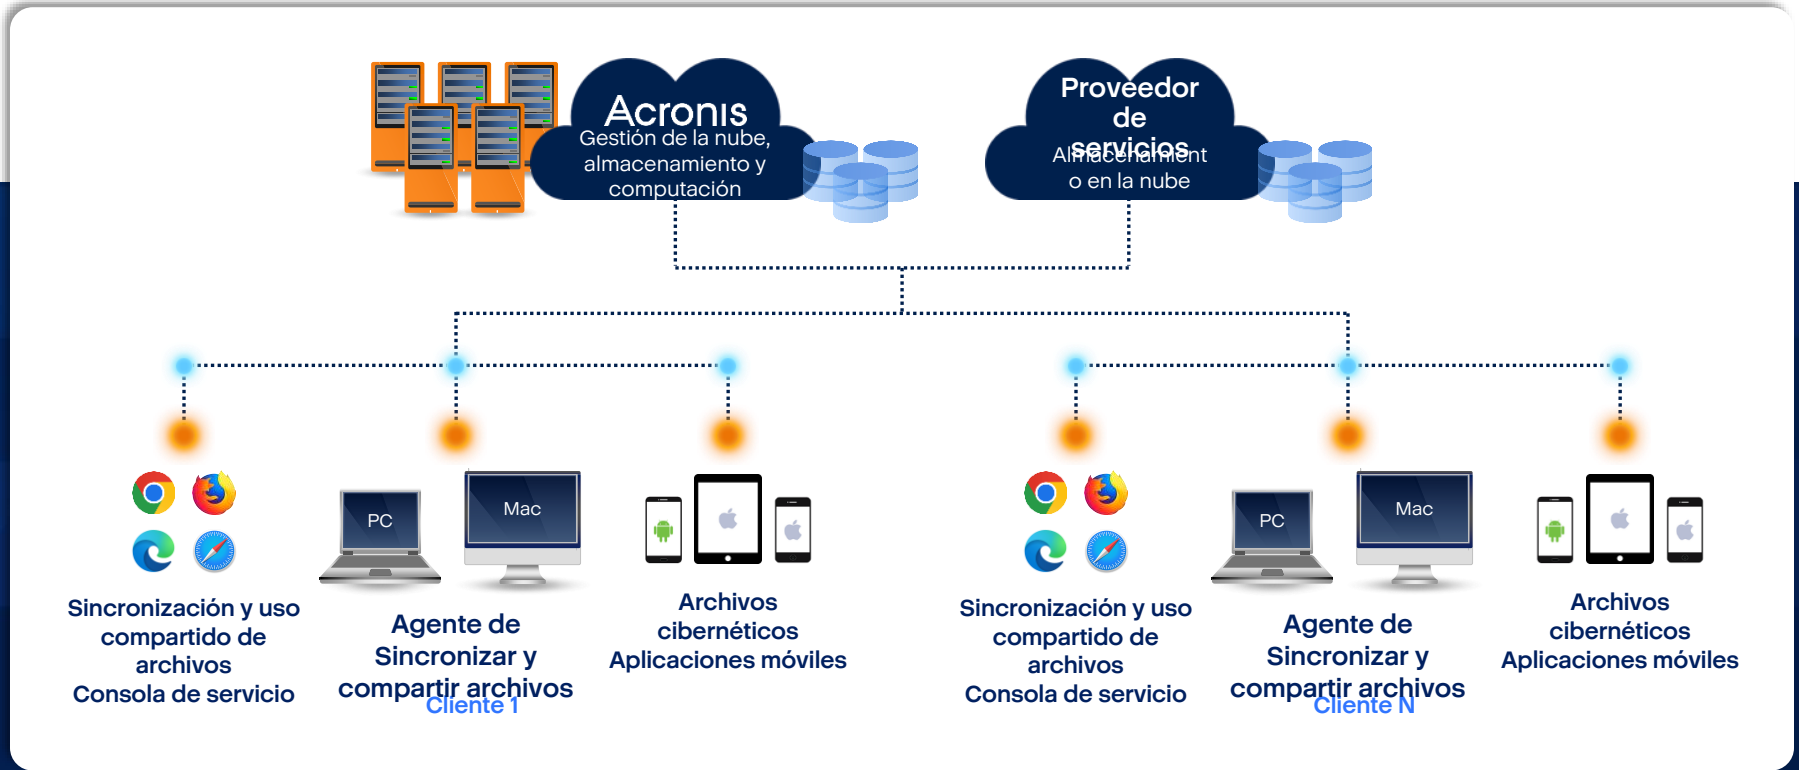 Acronis
Gestión de la nube,
almacenamiento y
computación
Proveedor
de
servicios
Almacenamient
o en la nube
PC
Mac
Sincronización y uso
compartido de
archivos
Consola de servicio
Agente de
Sincronizar y
compartir archivos
Cliente 1
Archivos
cibernéticos
Aplicaciones móviles
PC
Mac
Sincronización y uso
compartido de
archivos
Consola de servicio
Agente de
Sincronizar y
compartir archivos
Cliente N
Archivos
cibernéticos
Aplicaciones móviles